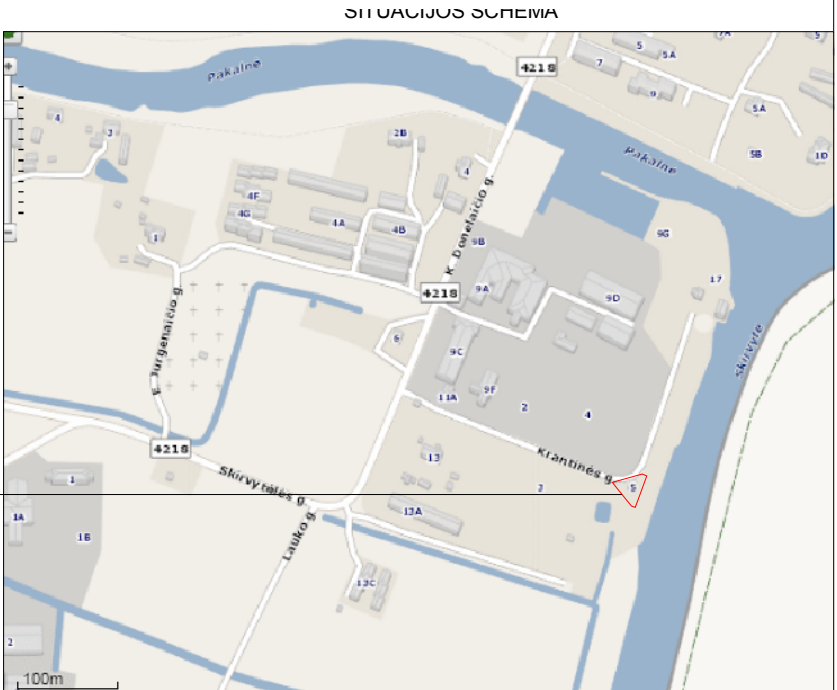 SITUACIJOS SCHEMA
4218
Pakalnė
7
5
5A
9
5
5A
5B
1D
Pakalnė
4
3
2B
4
4F
4G
4A
4B
1
K. Donelaičio g.
9B
9A
9D
9G
17
4218
Skirvytė
6
9C
9F
11A
2
4
13
Krantinės g.
2
5
4218
Skirvytėlės g.
1
1A
1B
13A
Lauko g.
13C
2
100m